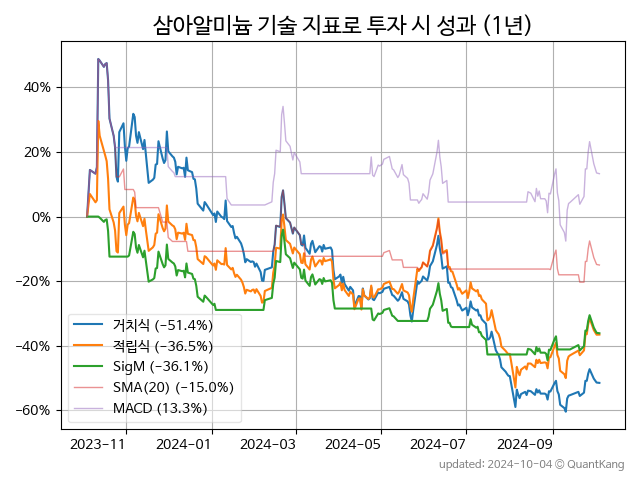 삼아알미늄 기술 지표로 투자 시 성과 (1년)
40%
20%
0%
−20%
−40%
−60%
거치식 (−51.4%)
적립식 (−36.5%)
SigM (−36.1%)
SMA(20) (−15.0%)
MACD (13.3%)
2023−11
2024−01
2024−03
2024−05
2024−07
2024−09
updated: 2024-10-04 © QuantKang